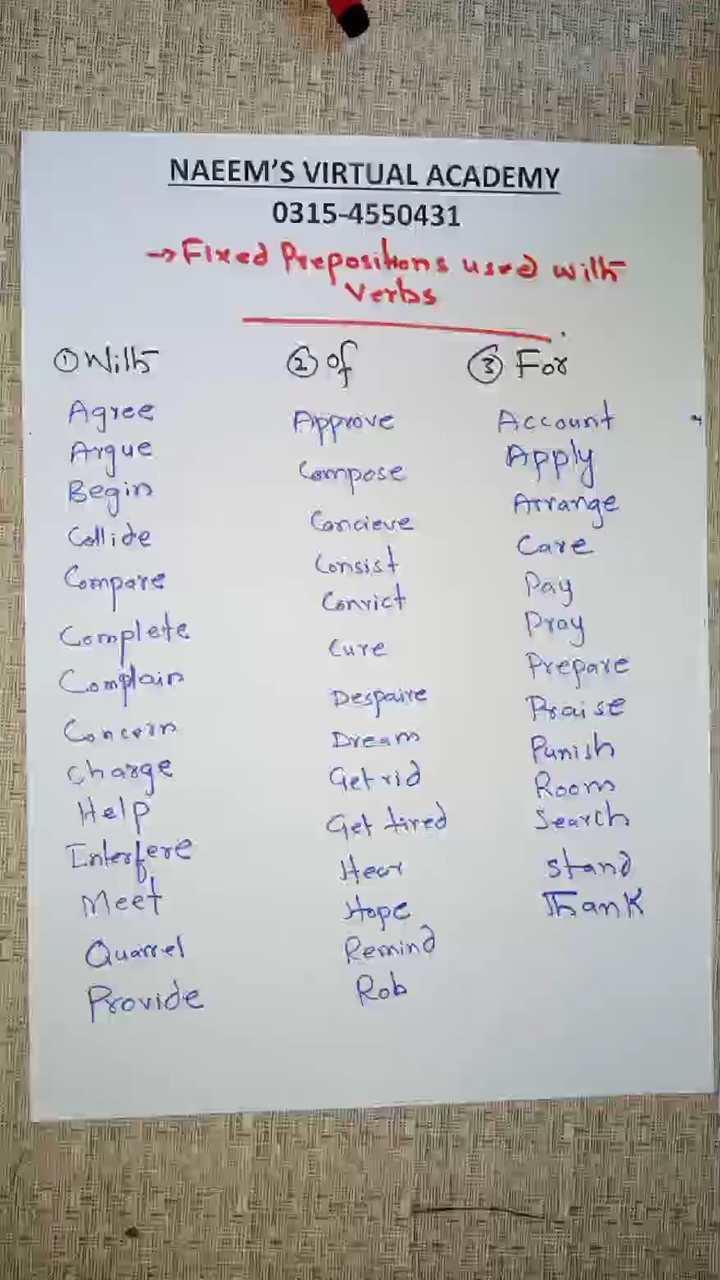 NAEEM'S VIRTUAL ACADEMY
0315-4550431
→ Fixed Prepositions used with
Verbs
① With
Agree
Argue
Begin
Collide
Compare
Complete
Complain
Concern
Charge
Help
Interfere
Meet
Quarrel
Provide
② Of
Approve
Compose
Concieve
Consist
Convict
Cure
Despaire
Dream
Get rid
Get tired
Hear
Hope
Remind
Rob
③ For
Account
Apply
Arrange
Care
Pay
Pray
Prepare
Praise
Punish
Room
Search
Stand
Thank